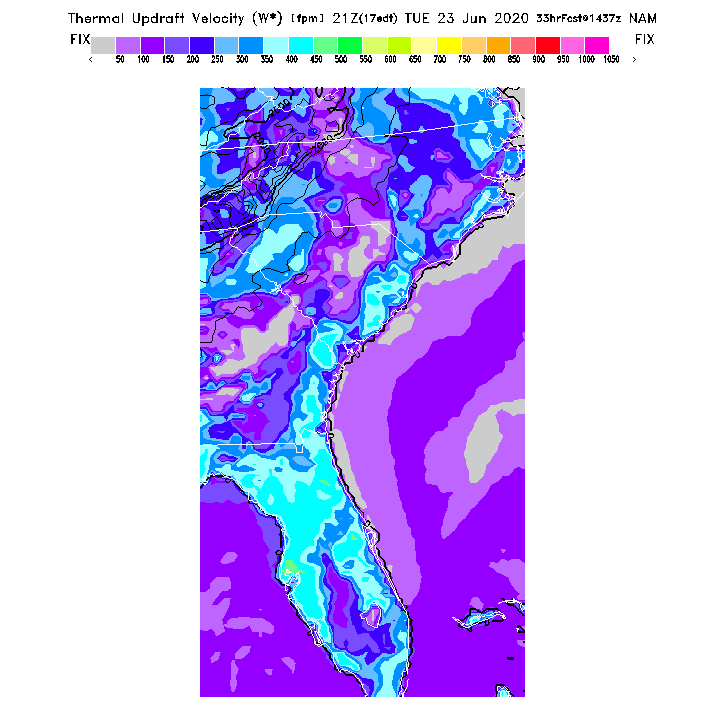 Thermal Updraft Velocity (W*) [fpm] 21Z(17edt) TUE 23 Jun 2020 33hrFcst@1437z NAM
FIX FIX
< 50 100 150 200 250 300 350 400 450 500 550 600 650 700 750 800 850 900 950 1000 1050 >